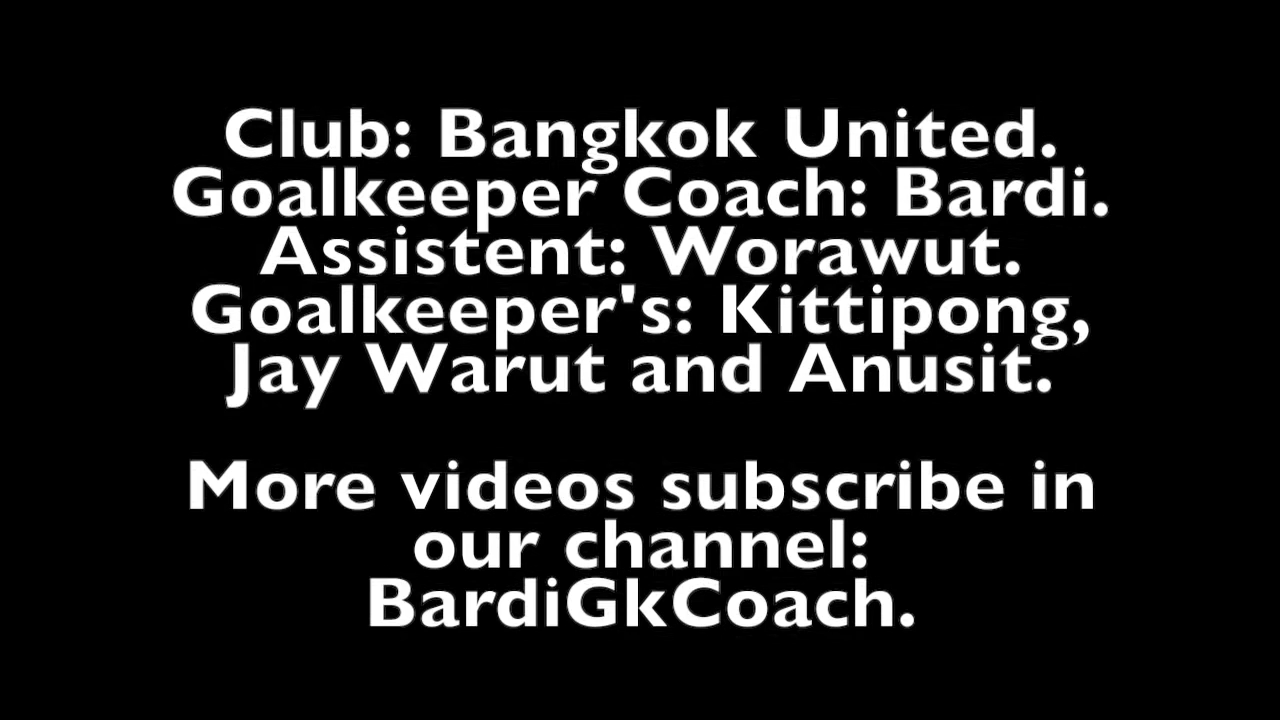 Club: Bangkok United.
Goalkeeper Coach: Bardi.
Assistent: Worawut.
Goalkeeper's: Kittipong,
Jay Warut and Anusit.
More videos subscribe in
our channel:
BardiGkCoach.